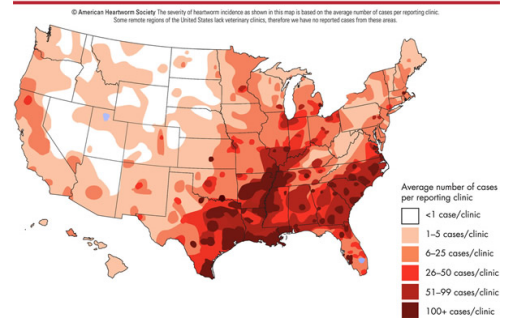 © American Heartworm Society The severity of heartworm incidence as shown in this map is based on the average number of cases per reporting clinic.
Some remote regions of the United States lack veterinary clinics, therefore we have no reported cases from these areas.
Average number of cases
per reporting clinic
<1 case/clinic
1–5 cases/clinic
6–25 cases/clinic
26–50 cases/clinic
51–99 cases/clinic
100+ cases/clinic